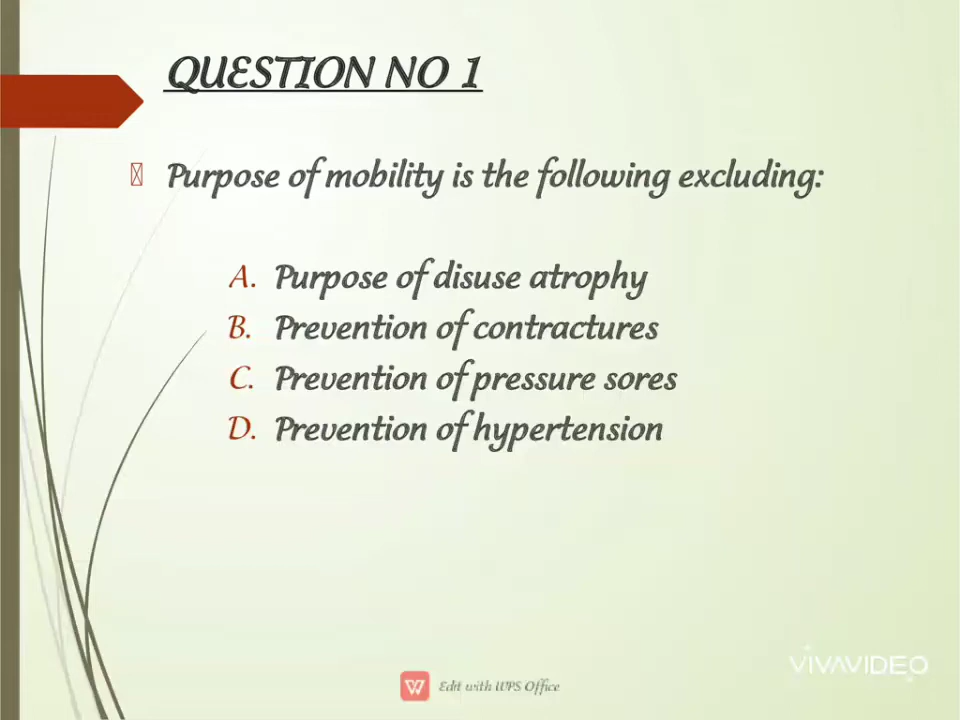 QUESTION NO 1
Purpose of mobility is the following excluding:
A. Purpose of disuse atrophy
B. Prevention of contractures
C. Prevention of pressure sores
D. Prevention of hypertension
VIVAVIDEO
Edit with WPS Office